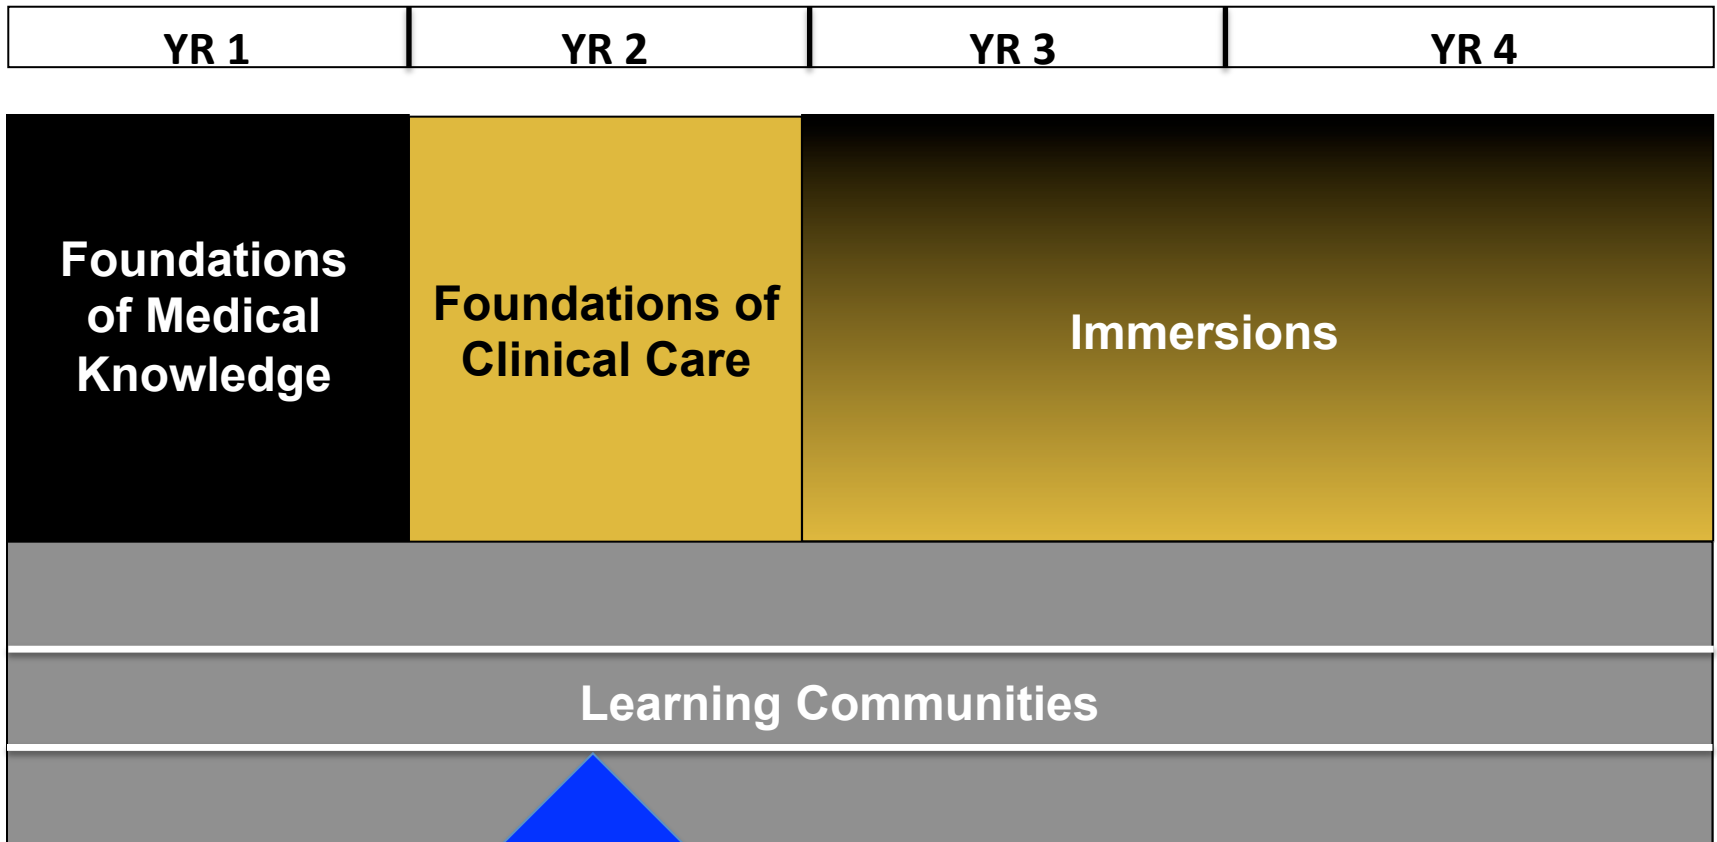 YR 1
YR 2
YR 3
YR 4
Foundations
of Medical
Knowledge
Foundations of
Clinical Care
Immersions
Learning Communities